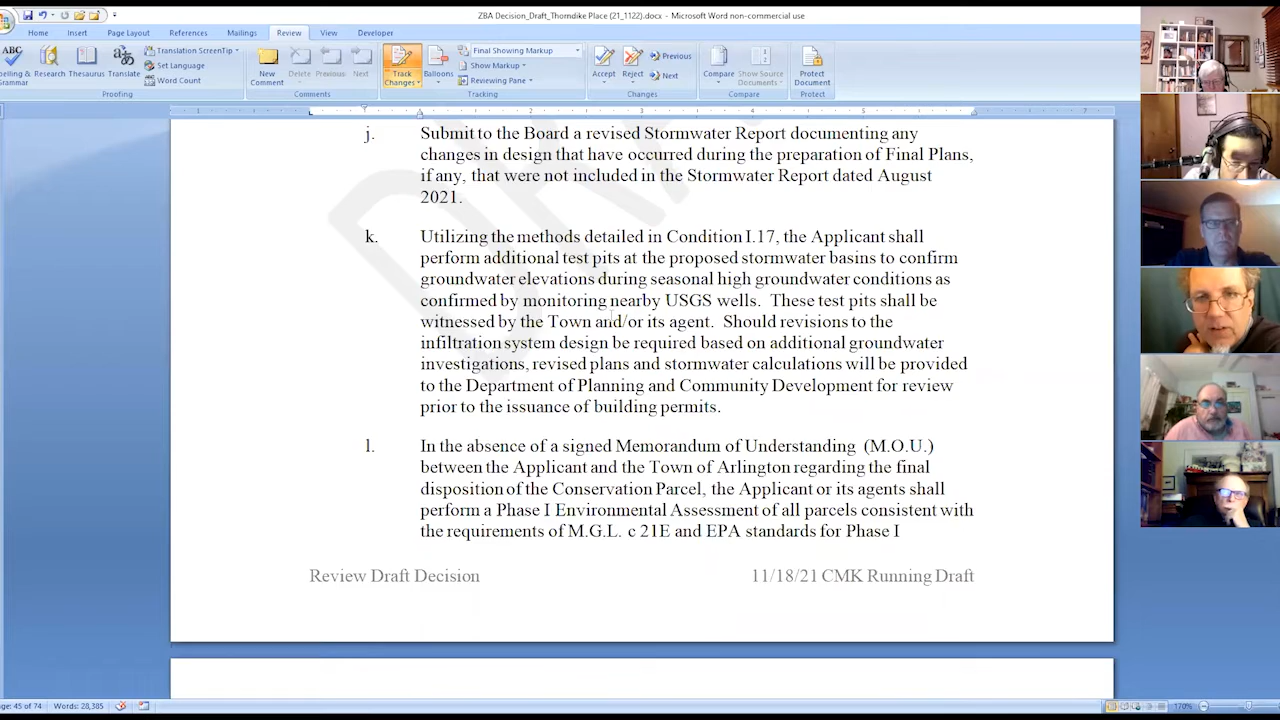 ZBA Decision_Draft_Thorndike Place (21_1122).docx - Microsoft Word non-commercial use
Home Insert Page Layout References Mailings Review View Developer
Research Thesaurus Translate
Translation ScreenTip
Set Language
Word Count
Proofing
New Comment Delete Previous Next
Comments
Track Changes Balloons
Final Showing Markup
Show Markup
Reviewing Pane
Tracking
Accept Reject
Previous
Next
Changes
Compare Show Source Documents
Compare
Protect Document
Protect
j. Submit to the Board a revised Stormwater Report documenting any
changes in design that have occurred during the preparation of Final Plans,
if any, that were not included in the Stormwater Report dated August
2021.
k. Utilizing the methods detailed in Condition I.17, the Applicant shall
perform additional test pits at the proposed stormwater basins to confirm
groundwater elevations during seasonal high groundwater conditions as
confirmed by monitoring nearby USGS wells. These test pits shall be
witnessed by the Town and/or its agent. Should revisions to the
infiltration system design be required based on additional groundwater
investigations, revised plans and stormwater calculations will be provided
to the Department of Planning and Community Development for review
prior to the issuance of building permits.
l. In the absence of a signed Memorandum of Understanding (M.O.U.)
between the Applicant and the Town of Arlington regarding the final
disposition of the Conservation Parcel, the Applicant or its agents shall
perform a Phase I Environmental Assessment of all parcels consistent with
the requirements of M.G.L. c 21E and EPA standards for Phase I
Review Draft Decision 11/18/21 CMK Running Draft
age: 45 of 74 Words: 28,385 170%